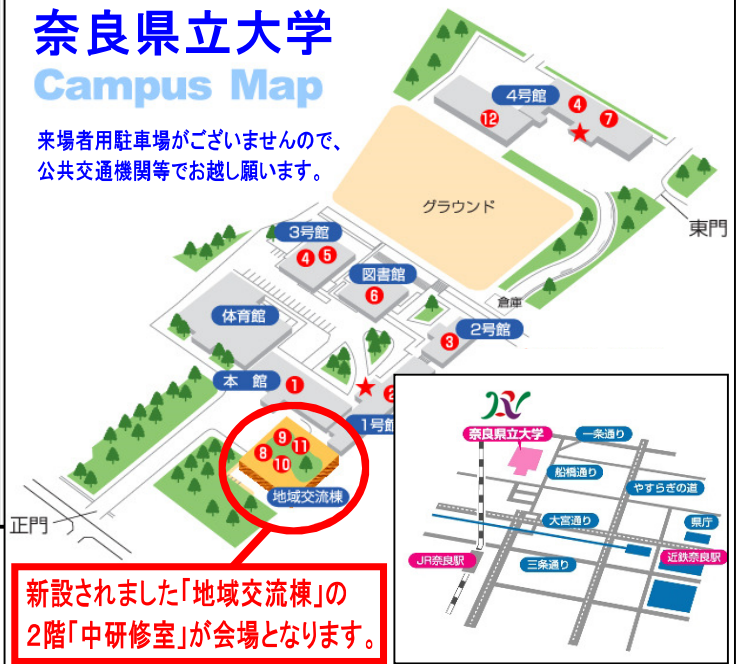 奈良県立大学
Campus Map
来場者用駐車場がございませんので、
公共交通機関等でお越し願います。
4号館
4
7
12
グラウンド
東門
3号館
4
5
図書館
6
倉庫
体育館
2号館
3
本 館
1
2
1号館
9
8
11
10
地域交流棟
正門
新設されました「地域交流棟」の
2階「中研修室」が会場となります。
奈良県立大学
一条通り
船橋通り
やすらぎの道
大宮通り
県庁
JR奈良駅
三条通り
近鉄奈良駅